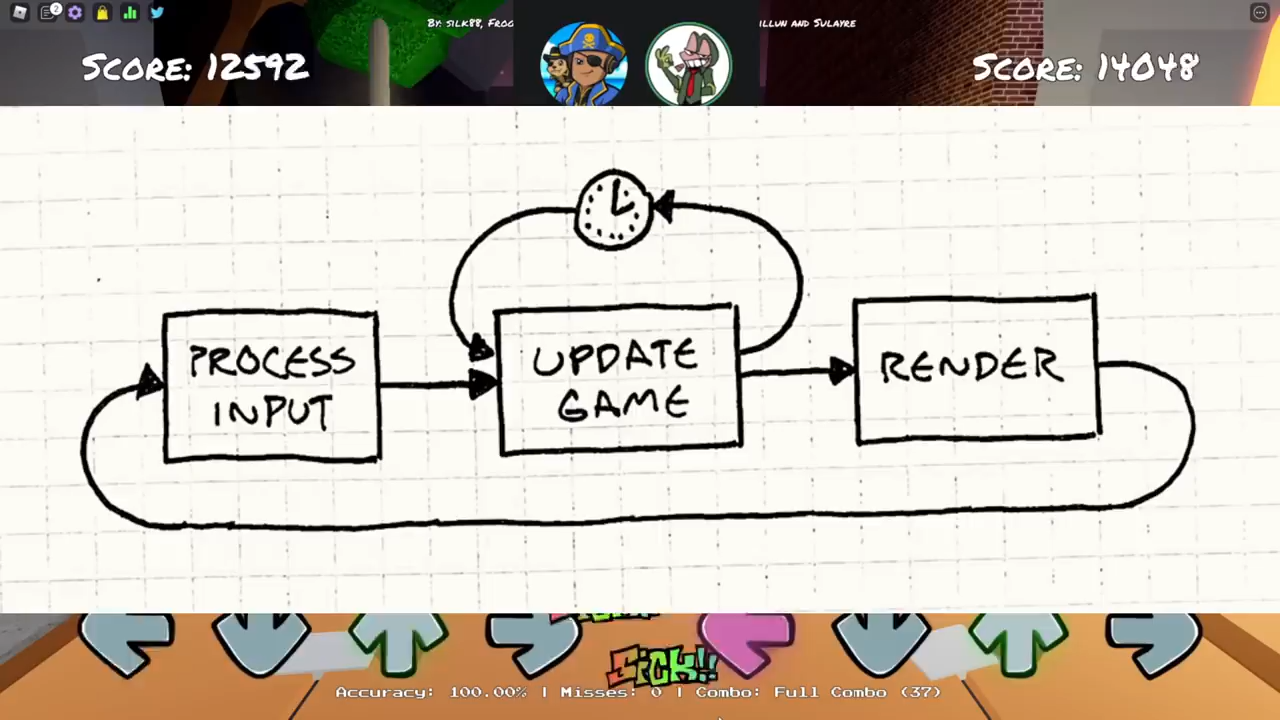 2
By: silk88, Frog
illun and Sulayre
Score: 12592
Score: 14048
PROCESS
INPUT
UPDATE
GAME
RENDER
SICK!!
Accuracy: 100.00% | Misses: 0 | Combo: Full Combo (37)